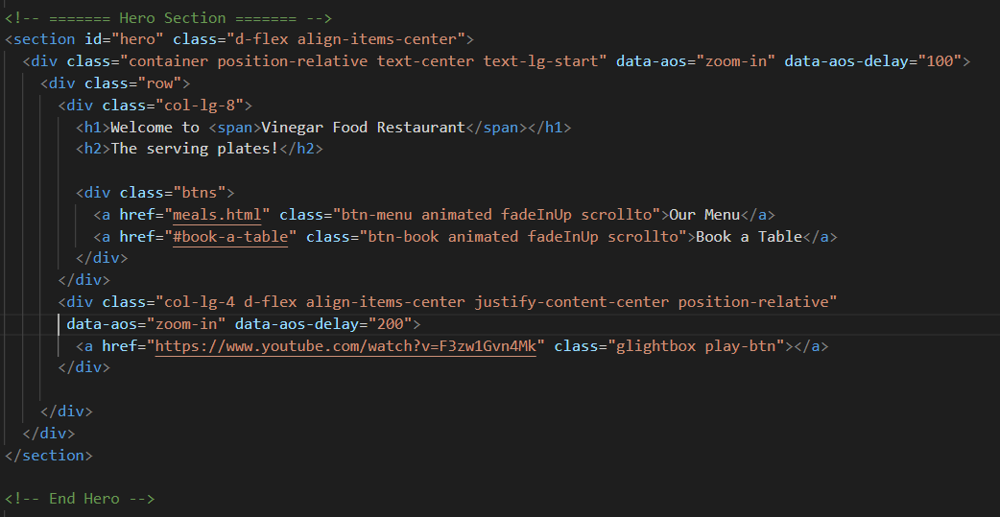 <!-- ======= Hero Section ======= -->
<section id="hero" class="d-flex align-items-center">
<div class="container position-relative text-center text-lg-start" data-aos="zoom-in" data-aos-delay="100">
<div class="row">
<div class="col-lg-8">
<h1>Welcome to <span>Vinegar Food Restaurant</span></h1>
<h2>The serving plates!</h2>
<div class="btns">
<a href="meals.html" class="btn-menu animated fadeInUp scrollto">Our Menu</a>
<a href="#book-a-table" class="btn-book animated fadeInUp scrollto">Book a Table</a>
</div>
</div>
<div class="col-lg-4 d-flex align-items-center justify-content-center position-relative"
data-aos="zoom-in" data-aos-delay="200">
<a href="https://www.youtube.com/watch?v=F3zw1Gvn4Mk" class="glightbox play-btn"></a>
</div>
</div>
</div>
</section>
<!-- End Hero -->